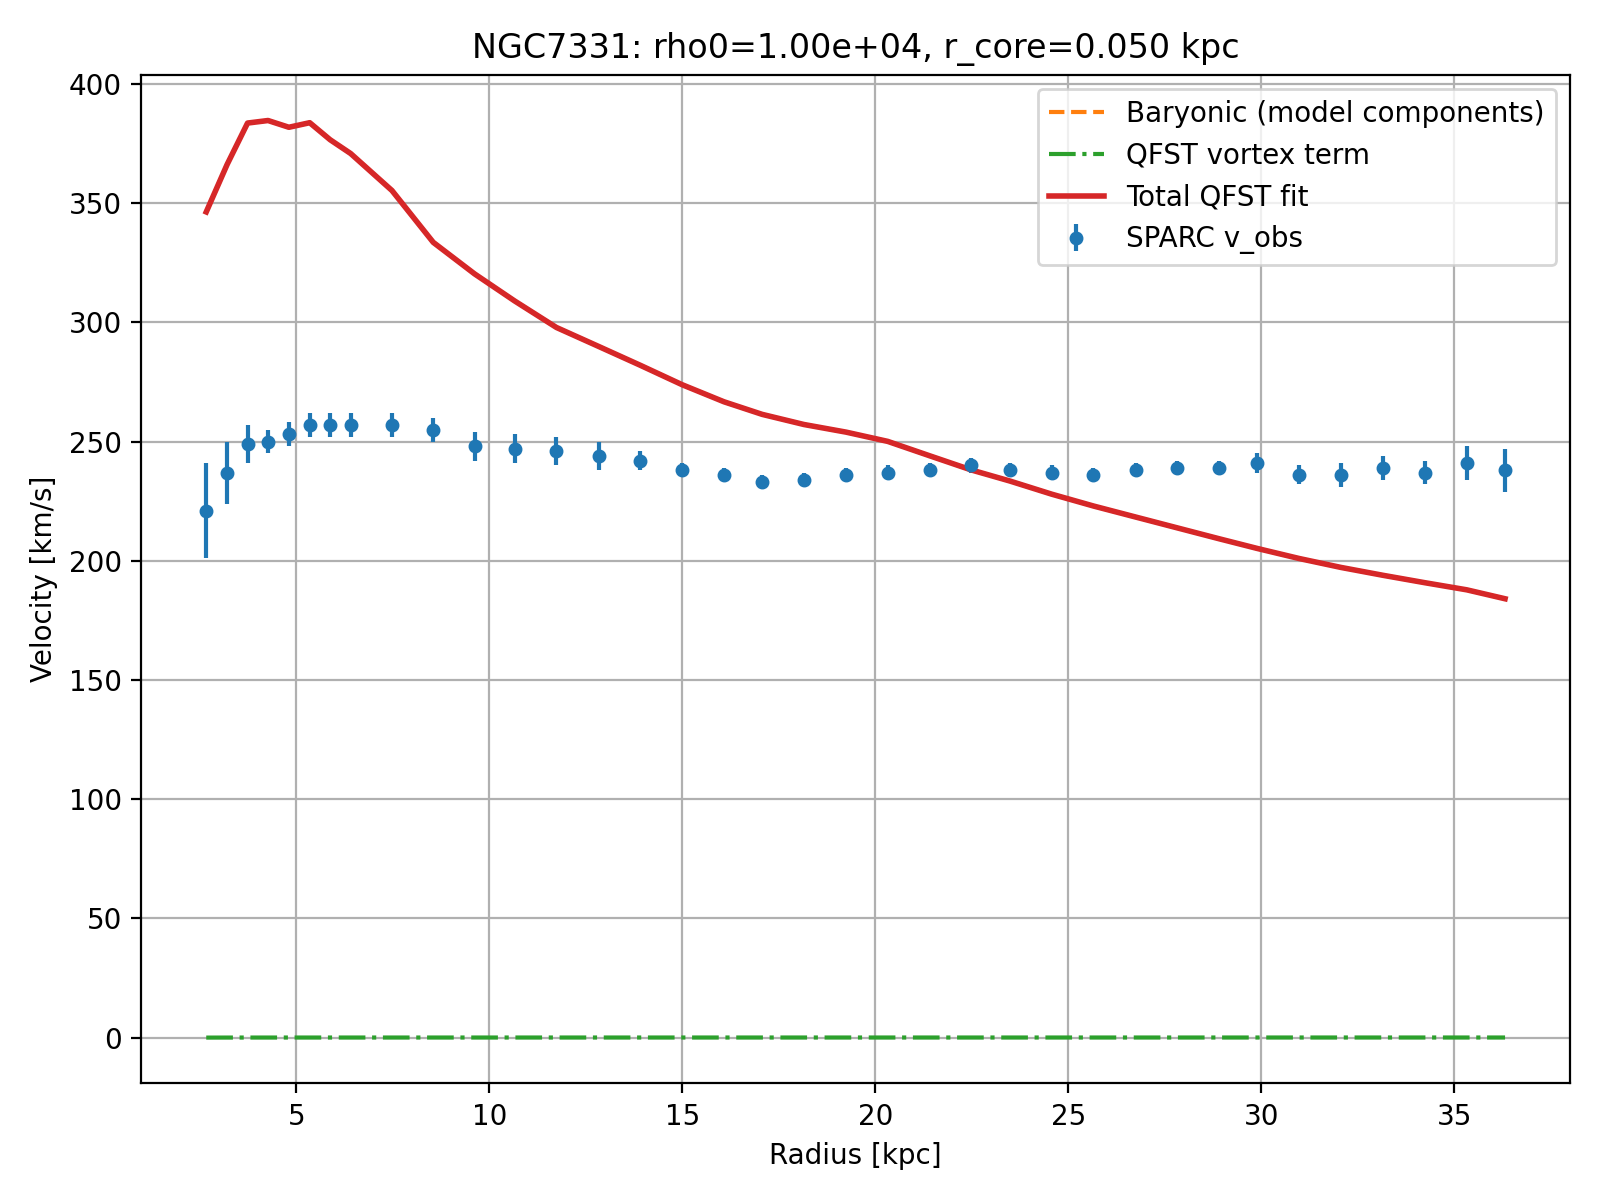 NGC7331: rho0=1.00e+04, r_core=0.050 kpc
Baryonic (model components)
QFST vortex term
Total QFST fit
SPARC v_obs
Velocity [km/s]
400
350
300
250
200
150
100
50
0
5 10 15 20 25 30 35
Radius [kpc]